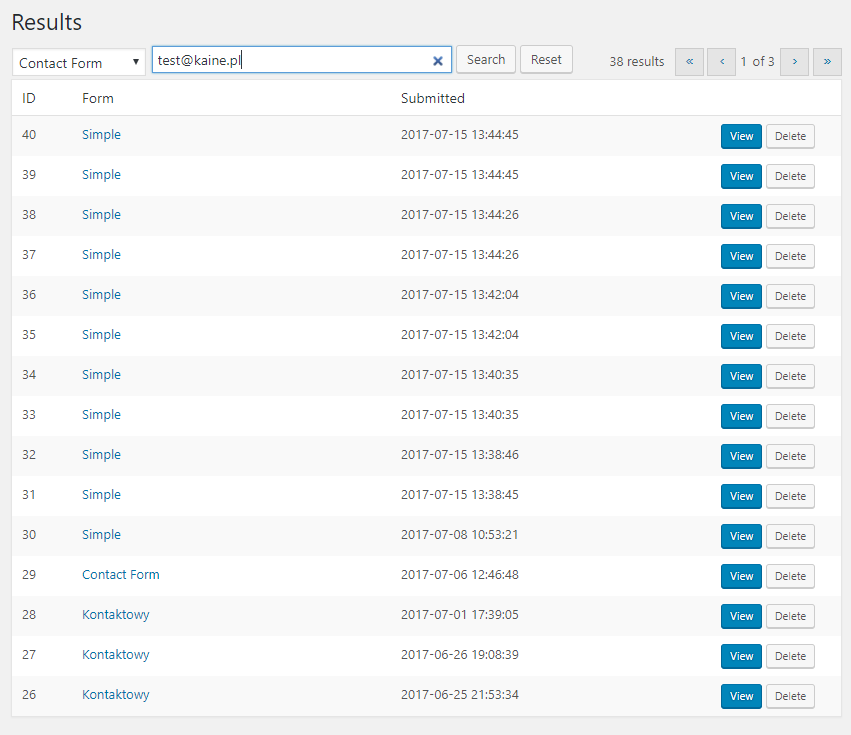 Results
Contact Form test@kaine.pl Search Reset 38 results « ‹ 1 of 3 › »
ID Form Submitted
40 Simple 2017-07-15 13:44:45 View Delete
39 Simple 2017-07-15 13:44:45 View Delete
38 Simple 2017-07-15 13:44:26 View Delete
37 Simple 2017-07-15 13:44:26 View Delete
36 Simple 2017-07-15 13:42:04 View Delete
35 Simple 2017-07-15 13:42:04 View Delete
34 Simple 2017-07-15 13:40:35 View Delete
33 Simple 2017-07-15 13:40:35 View Delete
32 Simple 2017-07-15 13:38:46 View Delete
31 Simple 2017-07-15 13:38:45 View Delete
30 Simple 2017-07-08 10:53:21 View Delete
29 Contact Form 2017-07-06 12:46:48 View Delete
28 Kontaktowy 2017-07-01 17:39:05 View Delete
27 Kontaktowy 2017-06-26 19:08:39 View Delete
26 Kontaktowy 2017-06-25 21:53:34 View Delete